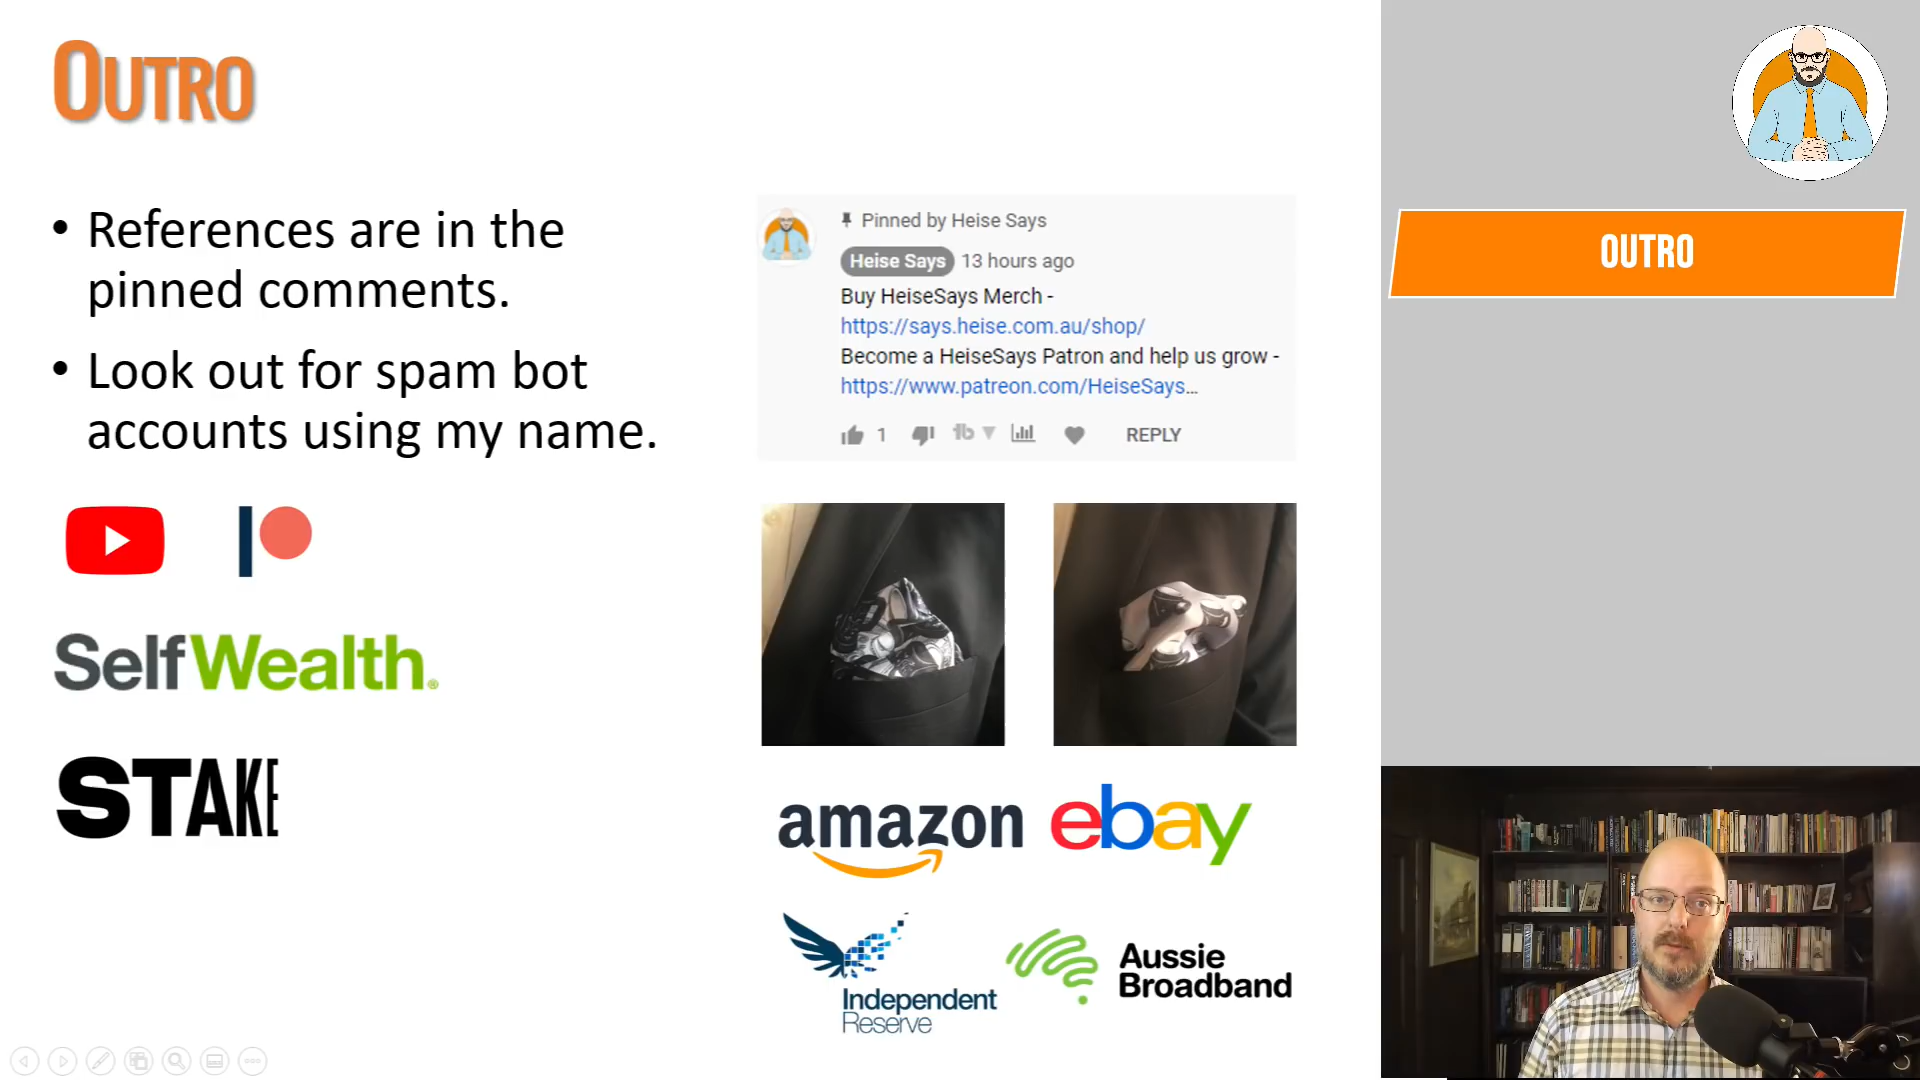 Outro
• References are in the
pinned comments.
• Look out for spam bot
accounts using my name.
SelfWealth®
STAKE
Pinned by Heise Says
Heise Says 13 hours ago
Buy HeiseSays Merch -
https://says.heise.com.au/shop/
Become a HeiseSays Patron and help us grow -
https://www.patreon.com/HeiseSays...
1 REPLY
amazon ebay
Independent
Reserve
Aussie
Broadband
OUTRO